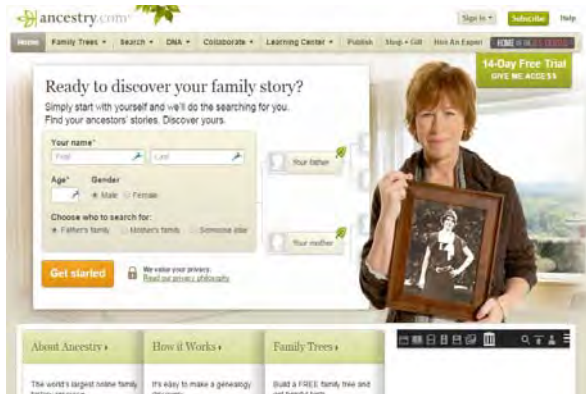 ancestry.com
Sign In
Subscribe
Help
Home
Family Trees
Search
DNA
Collaborate
Learning Center
Publish
Shop + Gift
Hire An Expert
14-Day Free Trial
GIVE ME ACCESS
Ready to discover your family story?
Simply start with yourself and we'll do the searching for you.
Find your ancestors' stories. Discover yours.
Your name*
First
Last
Age* Gender
Male Female
Choose who to search for:
Father's family Mother's family Someone else
Your father
Your mother
Get started
We value your privacy.
Read our privacy philosophy
About Ancestry
How it Works
Family Trees
The world's largest online family
It's easy to make a genealogy
Build a FREE family tree and